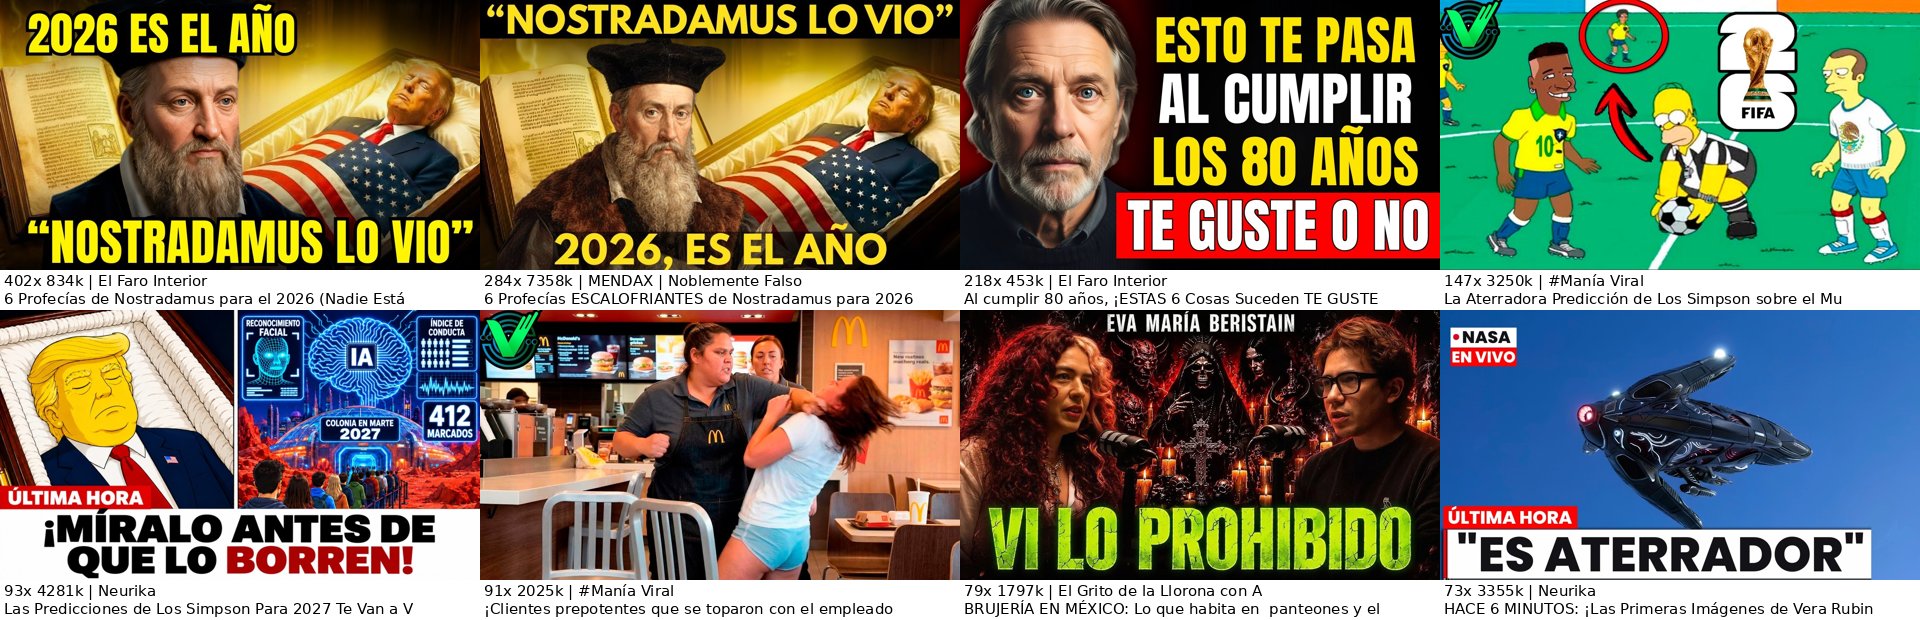 2026 ES EL AÑO
“NOSTRADAMUS LO VIO”
402x 834k | El Faro Interior
6 Profecías de Nostradamus para el 2026 (Nadie Está
“NOSTRADAMUS LO VIO”
2026, ES EL AÑO
284x 7358k | MENDAX | Noblemente Falso
6 Profecías ESCALOFRIANTES de Nostradamus para 2026
ESTO TE PASA
AL CUMPLIR
LOS 80 AÑOS
TE GUSTE O NO
218x 453k | El Faro Interior
Al cumplir 80 años, ¡ESTAS 6 Cosas Suceden TE GUSTE
10
26
FIFA
147x 3250k | #Manía Viral
La Aterradora Predicción de Los Simpson sobre el Mu
RECONOCIMIENTO
FACIAL
IA
ÍNDICE DE
CONDUCTA
COLONIA EN MARTE
2027
412
MARCADOS
ÚLTIMA HORA
¡MÍRALO ANTES DE
QUE LO BORREN!
93x 4281k | Neurika
Las Predicciones de Los Simpson Para 2027 Te Van a V
91x 2025k | #Manía Viral
¡Clientes prepotentes que se toparon con el empleado
EVA MARÍA BERISTAIN
VI LO PROHIBIDO
79x 1797k | El Grito de la Llorona con A
BRUJERÍA EN MÉXICO: Lo que habita en  panteones y el
NASA
EN VIVO
ÚLTIMA HORA
"ES ATERRADOR"
73x 3355k | Neurika
HACE 6 MINUTOS: ¡Las Primeras Imágenes de Vera Rubin